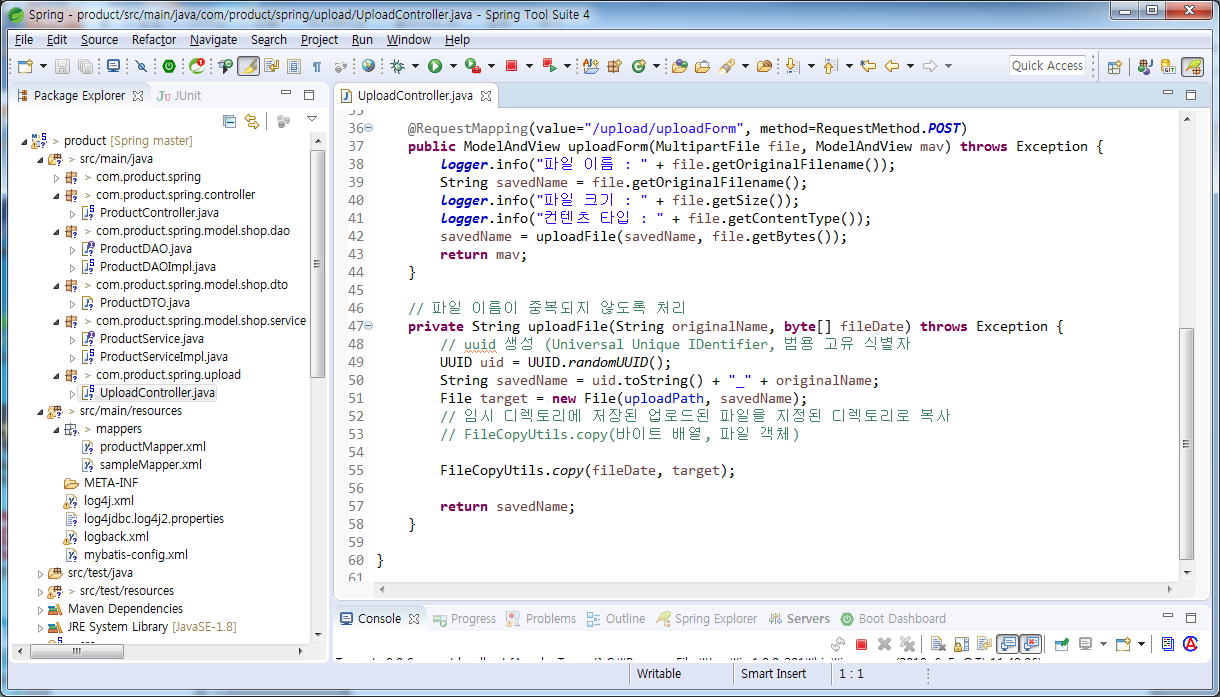 Spring - product/src/main/java/com/product/spring/upload/UploadController.java - Spring Tool Suite 4
File Edit Source Refactor Navigate Search Project Run Window Help
Quick Access
Package Explorer JUnit
product [Spring master]
src/main/java
com.product.spring
com.product.spring.controller
ProductController.java
com.product.spring.model.shop.dao
ProductDAO.java
ProductDAOImpl.java
com.product.spring.model.shop.dto
ProductDTO.java
com.product.spring.model.shop.service
ProductService.java
ProductServiceImpl.java
com.product.spring.upload
UploadController.java
src/main/resources
mappers
productMapper.xml
sampleMapper.xml
META-INF
log4j.xml
log4jdbc.log4j2.properties
logback.xml
mybatis-config.xml
src/test/java
src/test/resources
Maven Dependencies
JRE System Library [JavaSE-1.8]
UploadController.java
36 @RequestMapping(value="/upload/uploadForm", method=RequestMethod.POST)
37 public ModelAndView uploadForm(MultipartFile file, ModelAndView mav) throws Exception {
38 logger.info("파일 이름 : " + file.getOriginalFilename());
39 String savedName = file.getOriginalFilename();
40 logger.info("파일 크기 : " + file.getSize());
41 logger.info("컨텐츠 타입 : " + file.getContentType());
42 savedName = uploadFile(savedName, file.getBytes());
43 return mav;
44 }
45
46 // 파일 이름이 중복되지 않도록 처리
47 private String uploadFile(String originalName, byte[] fileDate) throws Exception {
48 // uuid 생성 (Universal Unique IDentifier, 범용 고유 식별자
49 UUID uid = UUID.randomUUID();
50 String savedName = uid.toString() + "_" + originalName;
51 File target = new File(uploadPath, savedName);
52 // 임시 디렉토리에 저장된 업로드된 파일을 지정된 디렉토리로 복사
53 // FileCopyUtils.copy(바이트 배열, 파일 객체)
54
55 FileCopyUtils.copy(fileDate, target);
56
57 return savedName;
58 }
59
60 }
61
Console Progress Problems Outline Spring Explorer Servers Boot Dashboard
Writable Smart Insert 1 : 1